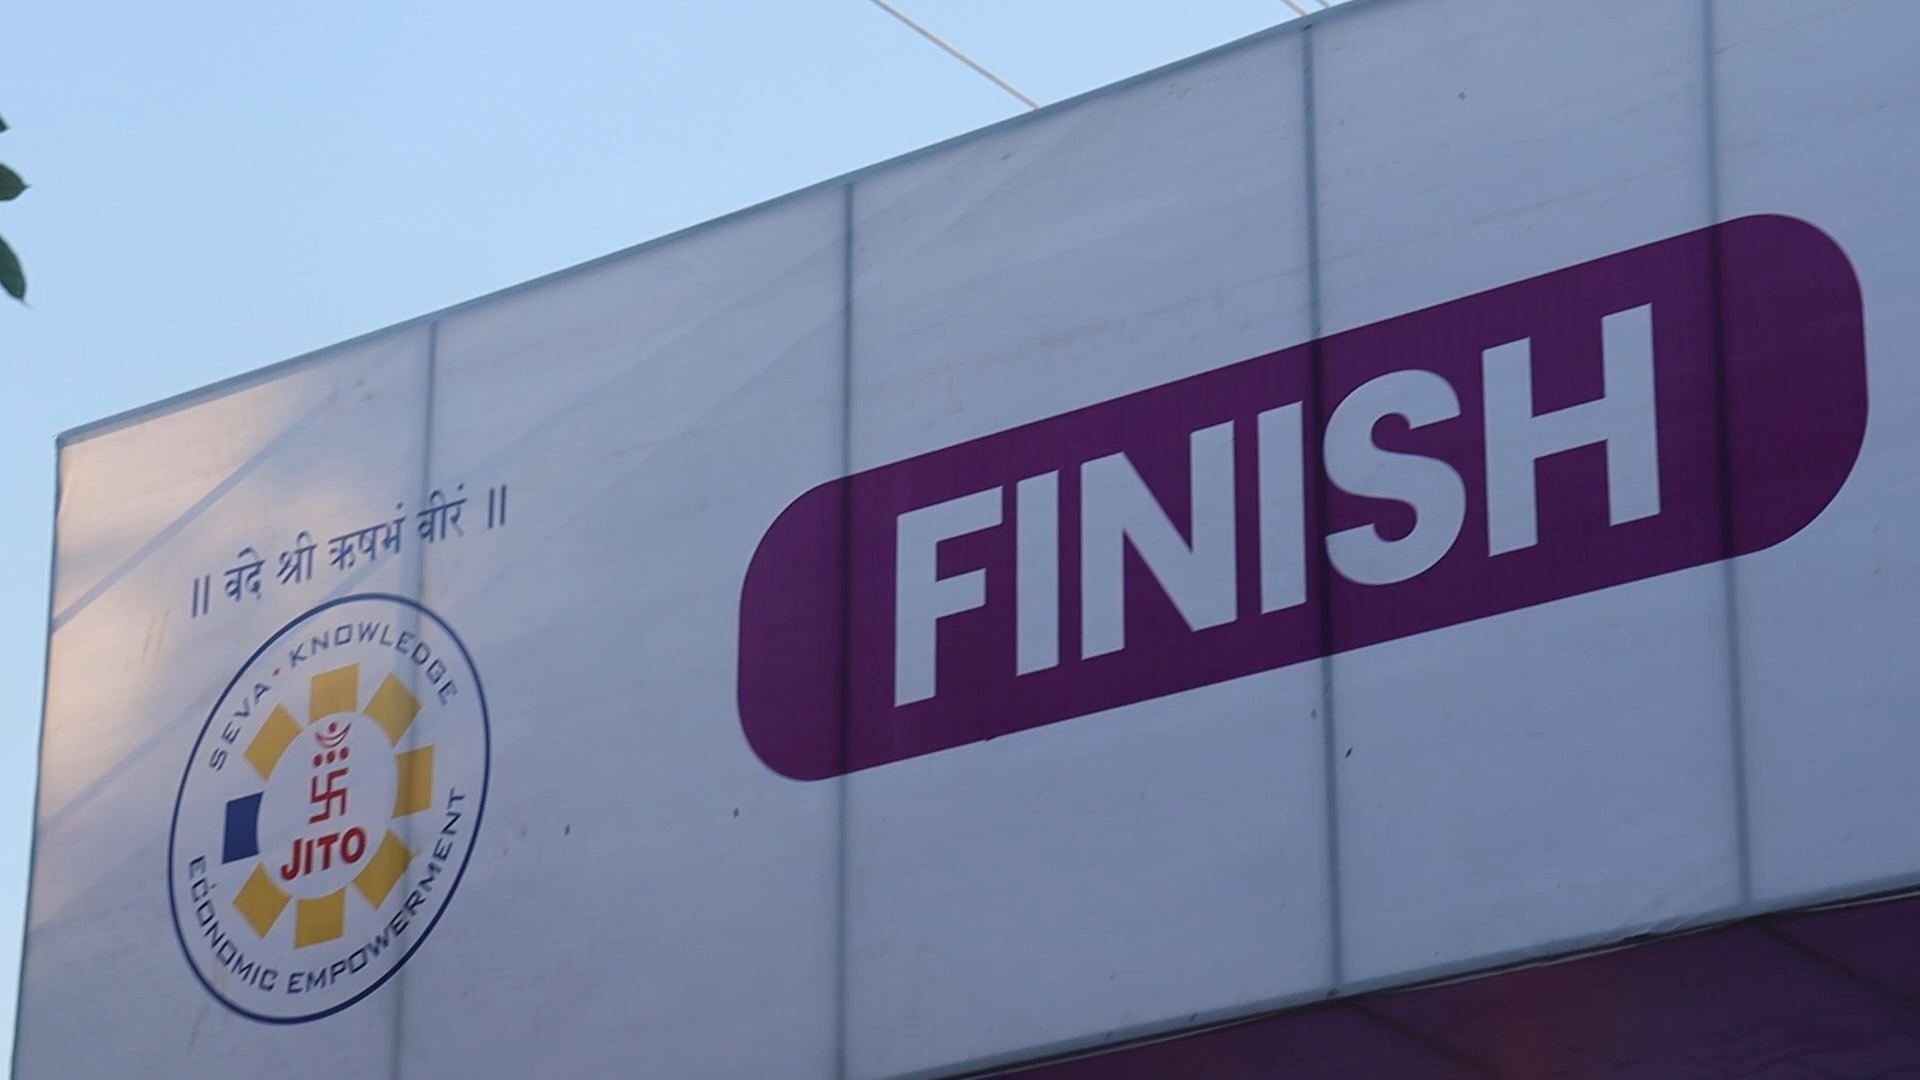 ॥ वंदे श्री ऋषभं वीरं ॥
SEVA • KNOWLEDGE
JITO
ECONOMIC EMPOWERMENT
FINISH